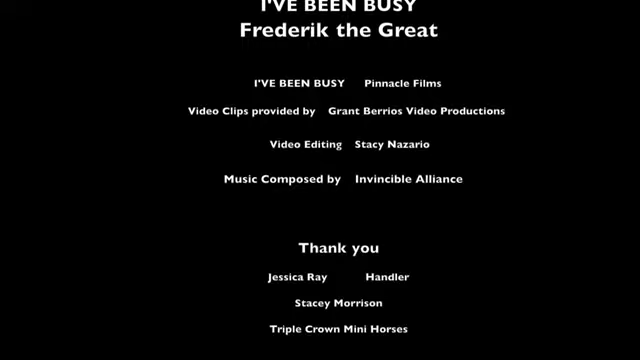 I'VE BEEN BUSY
Frederik the Great
I'VE BEEN BUSY Pinnacle Films
Video Clips provided by Grant Berrios Video Productions
Video Editing Stacy Nazario
Music Composed by Invincible Alliance
Thank you
Jessica Ray Handler
Stacey Morrison
Triple Crown Mini Horses